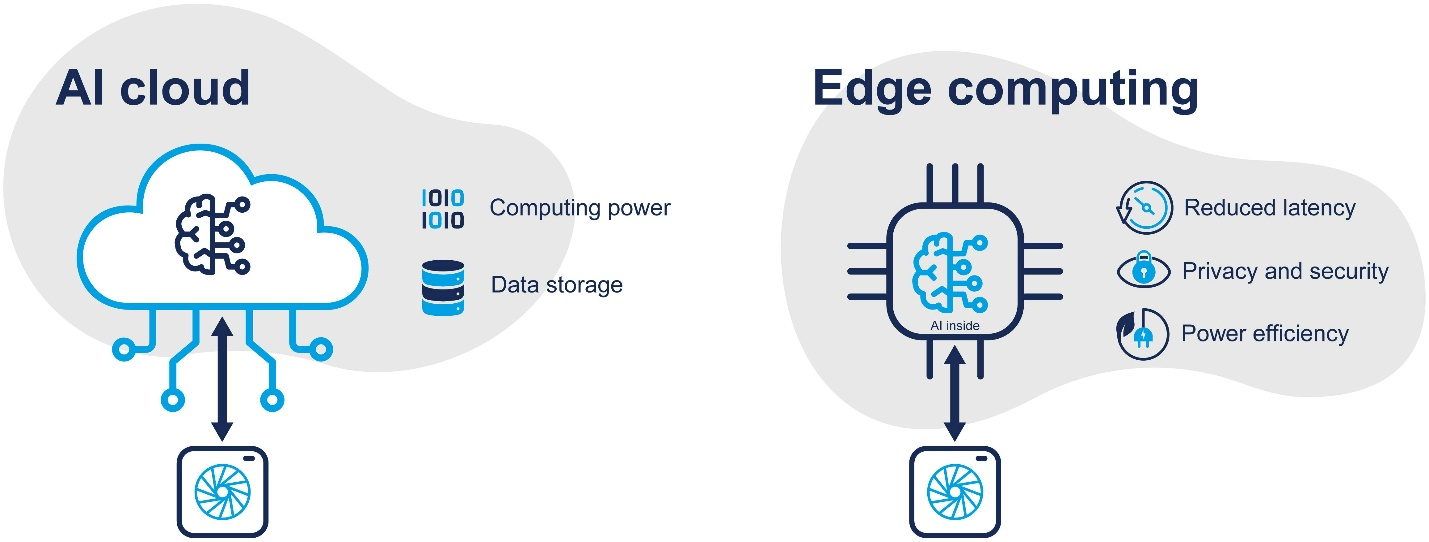 AI cloud
1010
1010
Computing power
Data storage
Edge computing
AI inside
Reduced latency
Privacy and security
Power efficiency